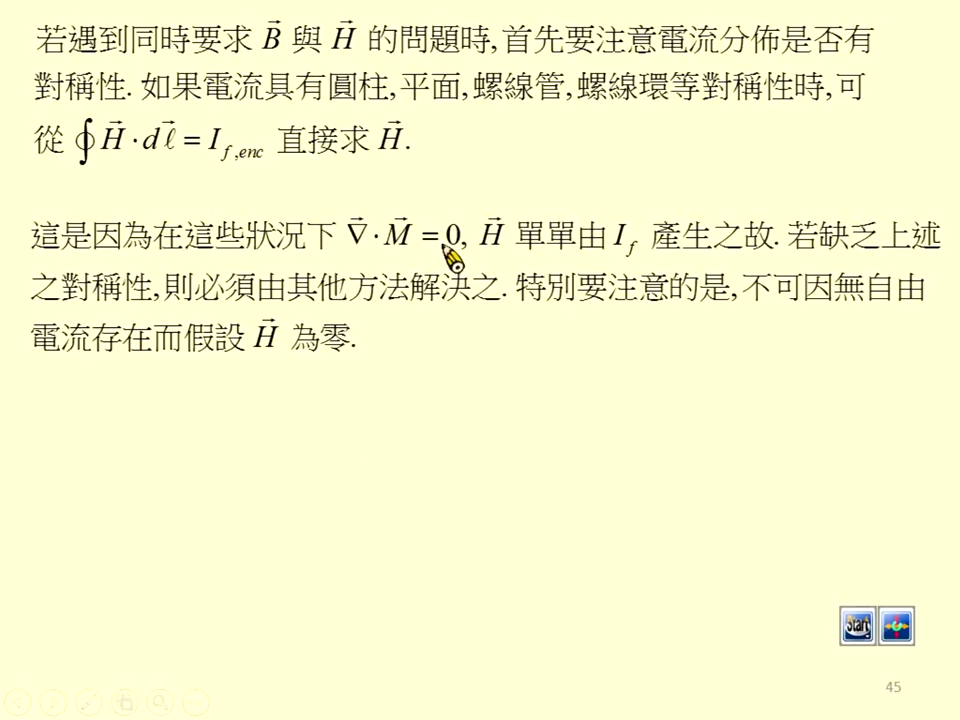 若遇到同時要求 B⃗ 與 H⃗ 的問題時,首先要注意電流分佈是否有
對稱性. 如果電流具有圓柱,平面,螺線管,螺線環等對稱性時,可
從 ∮H⃗ · dℓ⃗ = I_{f,enc} 直接求 H⃗.
這是因為在這些狀況下 ∇⃗ · M⃗ = 0, H⃗ 單單由 I_f 產生之故. 若缺乏上述
之對稱性,則必須由其他方法解決之. 特別要注意的是,不可因無自由
電流存在而假設 H⃗ 為零.
Start
45